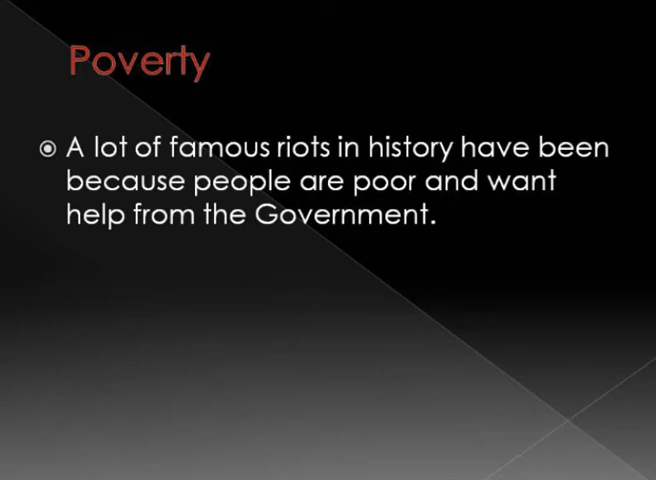 Poverty
A lot of famous riots in history have been
because people are poor and want
help from the Government.